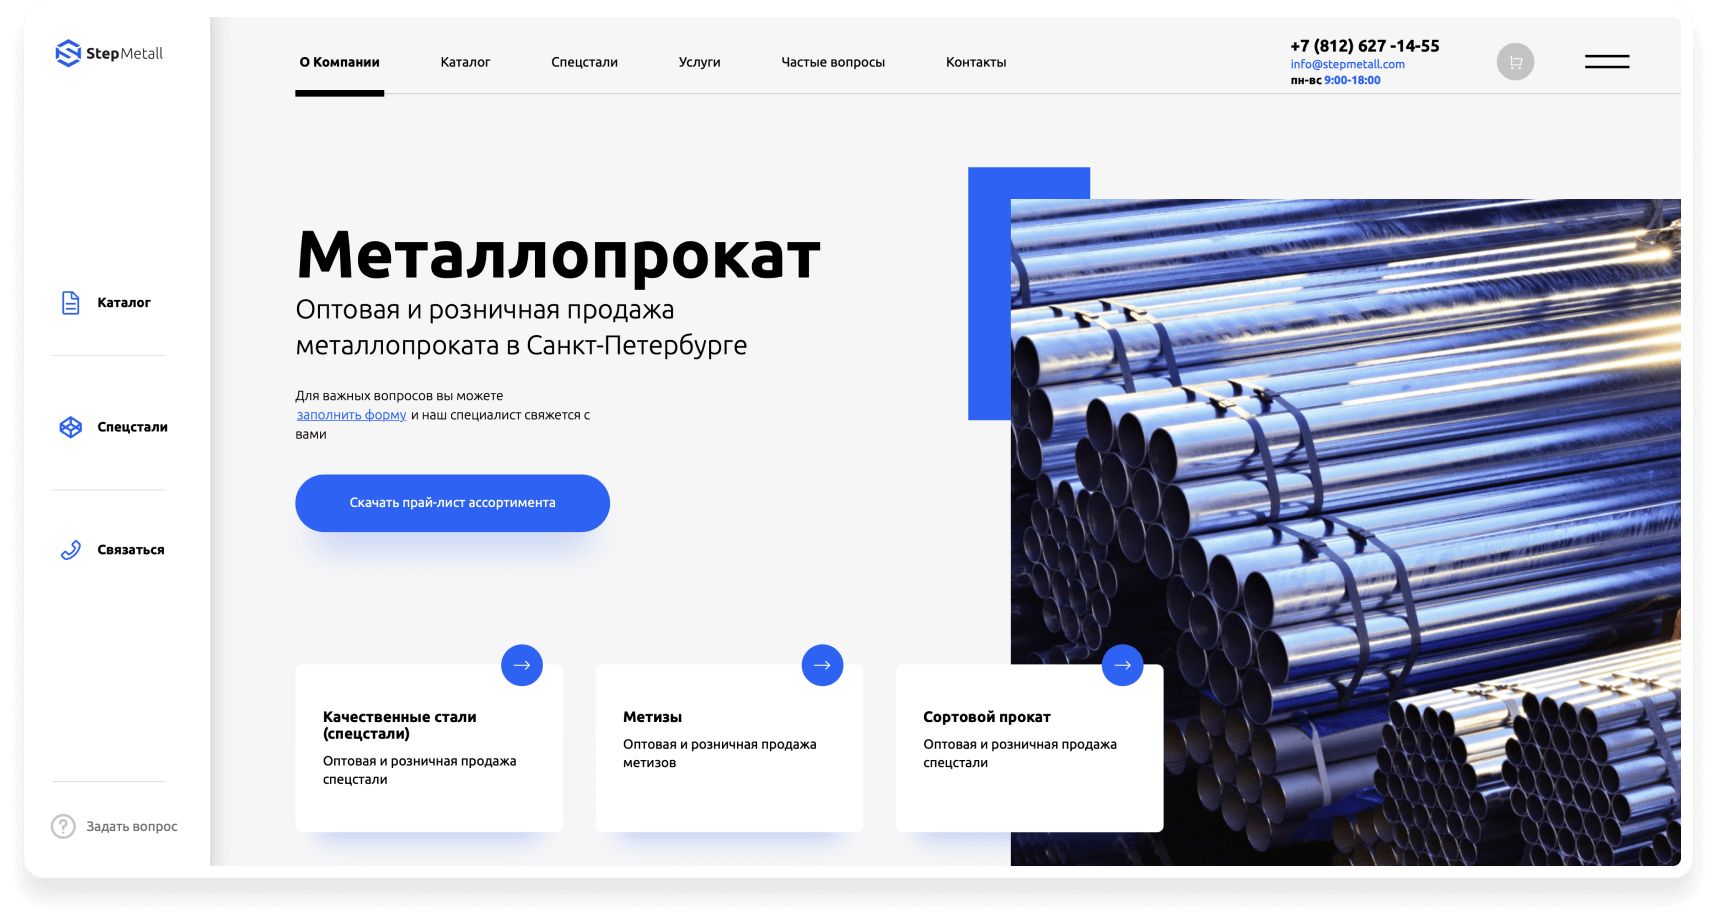 StepMetall
О Компании
Каталог
Спецстали
Услуги
Частые вопросы
Контакты
+7 (812) 627 -14-55
info@stepmetall.com
пн-вс 9:00-18:00
Каталог
Спецстали
Связаться
Задать вопрос
Металлопрокат
Оптовая и розничная продажа
металлопроката в Санкт-Петербурге
Для важных вопросов вы можете
заполнить форму и наш специалист свяжется с
вами
Скачать прай-лист ассортимента
Качественные стали
(спецстали)
Оптовая и розничная продажа
спецстали
Метизы
Оптовая и розничная продажа
метизов
Сортовой прокат
Оптовая и розничная продажа
спецстали